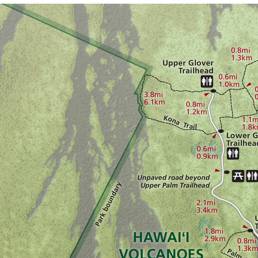 0.8mi
1.3km
Upper Glover
Trailhead
0.6mi
1.0km
3.8mi
6.1km
0.8mi
1.2km
Kona Trail
1.1mi
1.8km
Lower G
Trailhead
0.6mi
0.9km
Unpaved road beyond
Upper Palm Trailhead
Park boundary
2.1mi
3.4km
1.8mi
2.9km
0.8mi
1.3km
HAWAI‘I
VOLCANOES